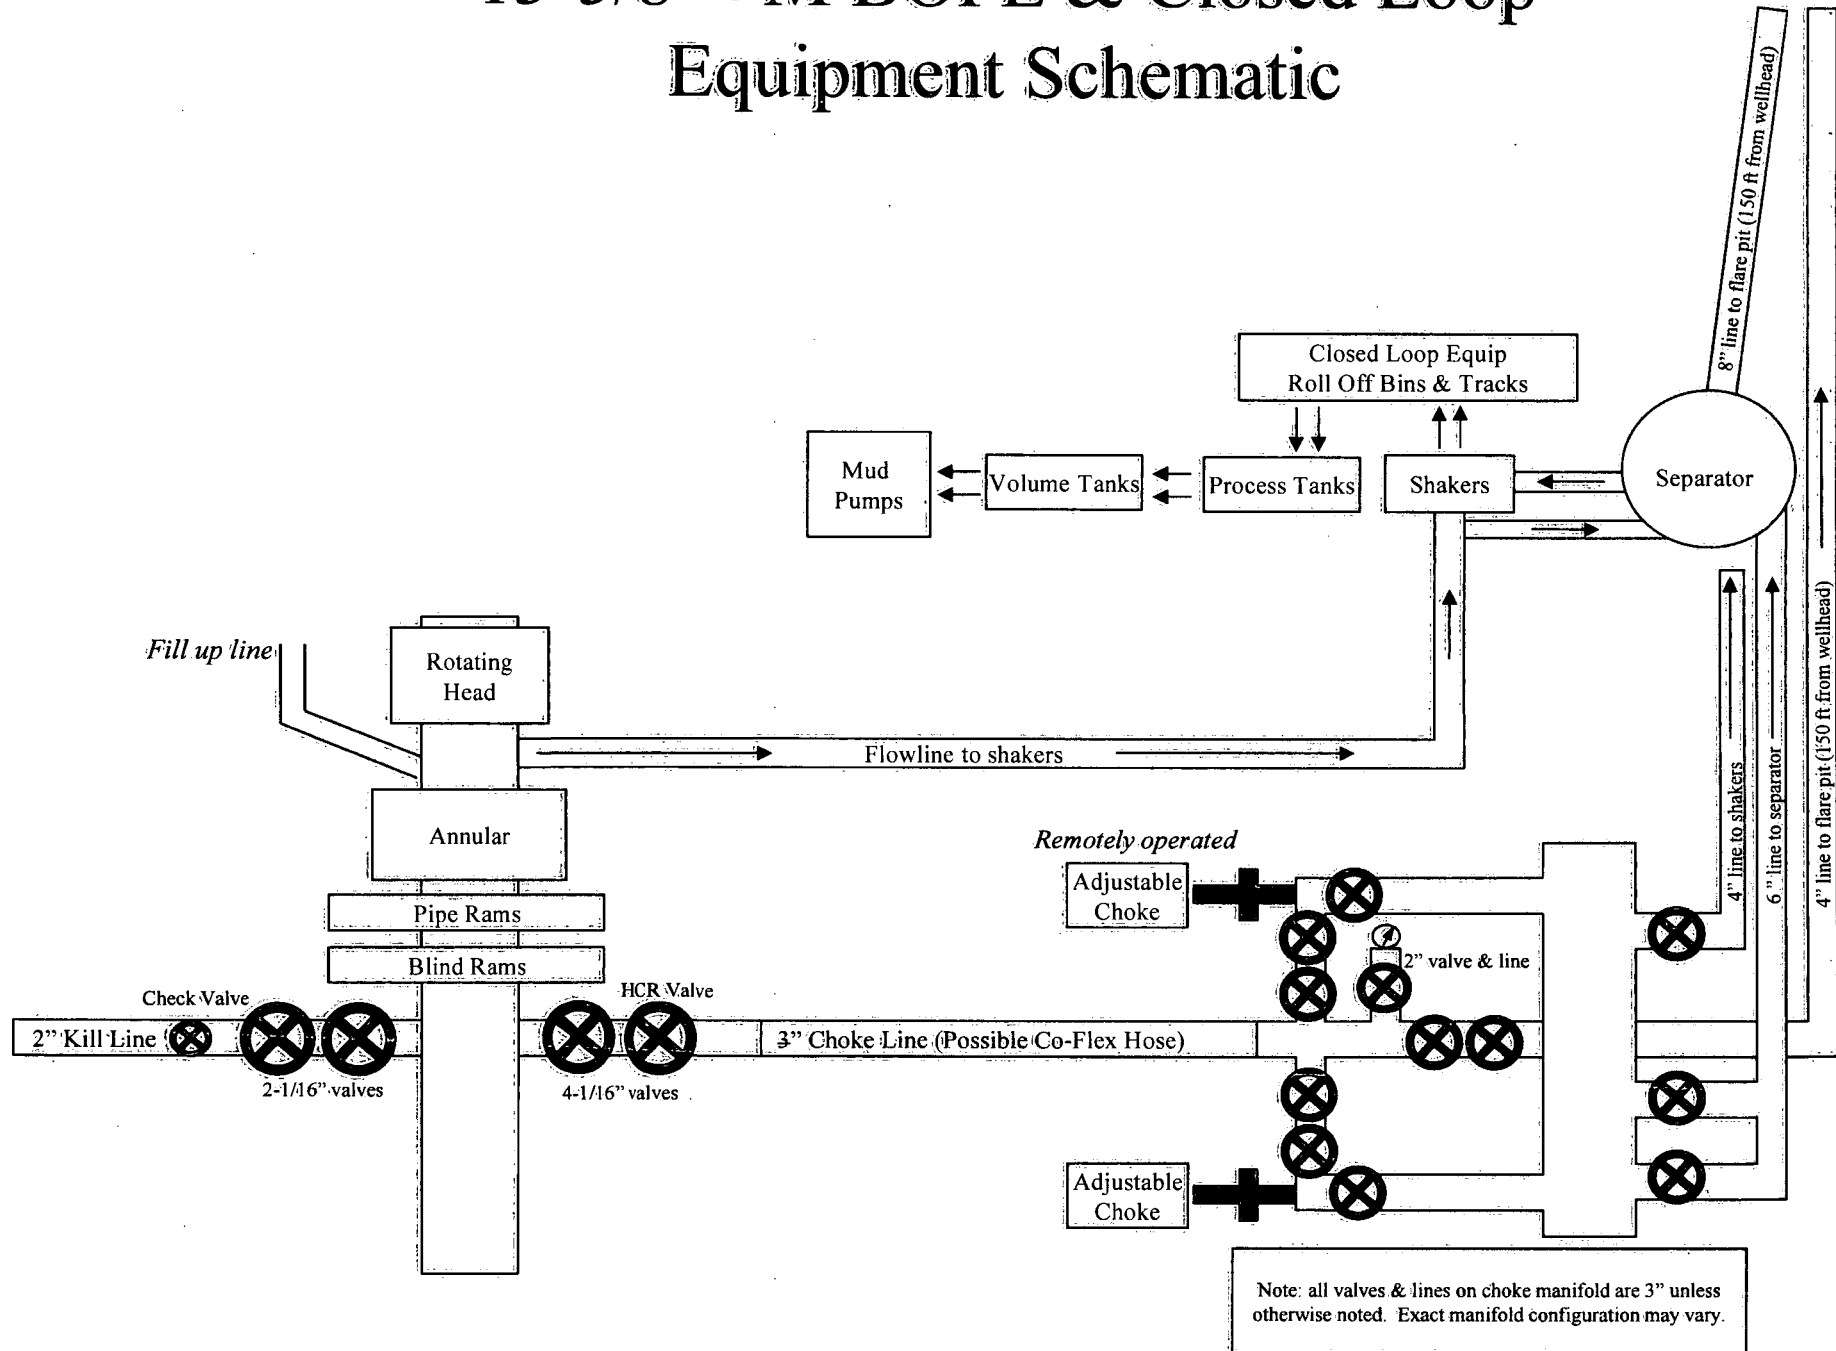 Equipment Schematic
8” line to flare pit (150 ft from wellhead)
Closed Loop Equip
Roll Off Bins & Tracks
Mud
Pumps
Volume Tanks
Process Tanks
Shakers
Separator
Fill up line
Rotating
Head
Flowline to shakers
Annular
Pipe Rams
Blind Rams
Remotely operated
Adjustable
Choke
2” valve & line
4” line to shakers
6” line to separator
4” line to flare pit (150 ft from wellhead)
Check Valve
HCR Valve
2” Kill Line
3” Choke Line (Possible Co-Flex Hose)
2-1/16” valves
4-1/16” valves
Adjustable
Choke
Note: all valves & lines on choke manifold are 3” unless
otherwise noted. Exact manifold configuration may vary.